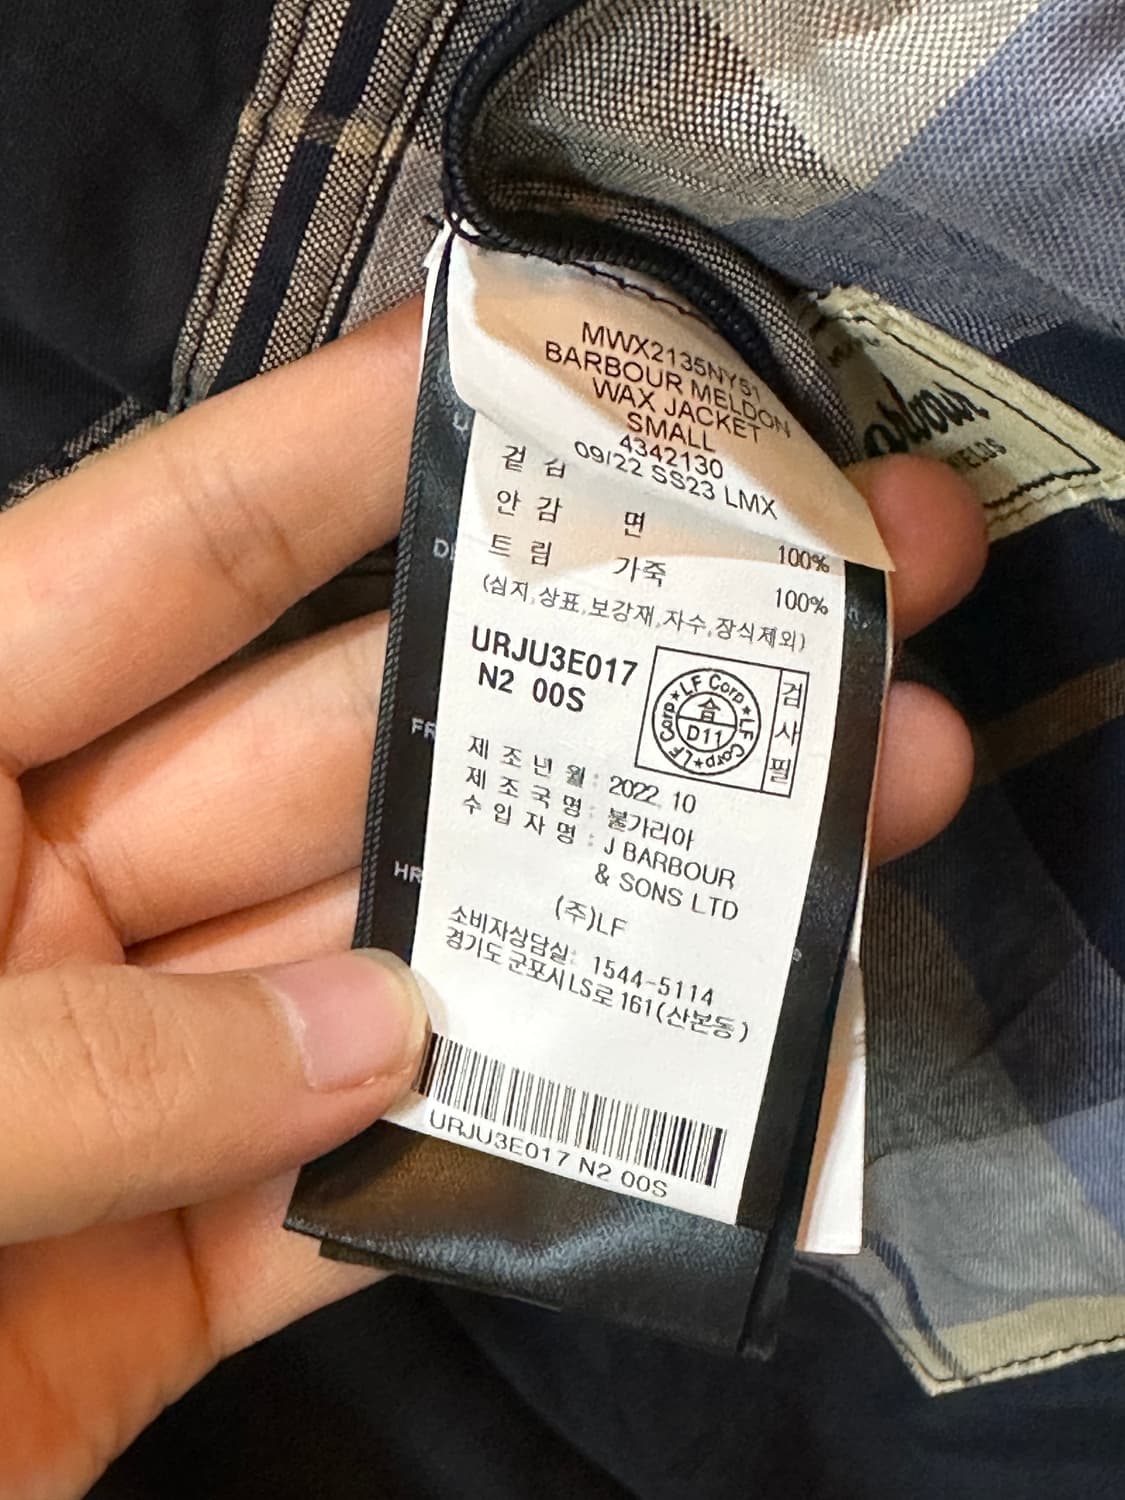 MWX2135NY51
BARBOUR MELDON
WAX JACKET
SMALL
4342130
09/22 SS23 LMX
겉 감
안 감 면 100%
트 림 가죽 100%
(심지,상표,보강재,자수,장식제외)
URJU3E017
N2 00S
LF Corp ★ LF Corp ★ LF Corp ★
合
D11
검사필
제 조 년 월 : 2022. 10
제 조 국 명 : 불가리아
수 입 자 명 : J BARBOUR
& SONS LTD
(주)LF
소비자상담실: 1544-5114
경기도 군포시 LS로 161(산본동)
URJU3E017 N2 00S
Barbour
FR
HR